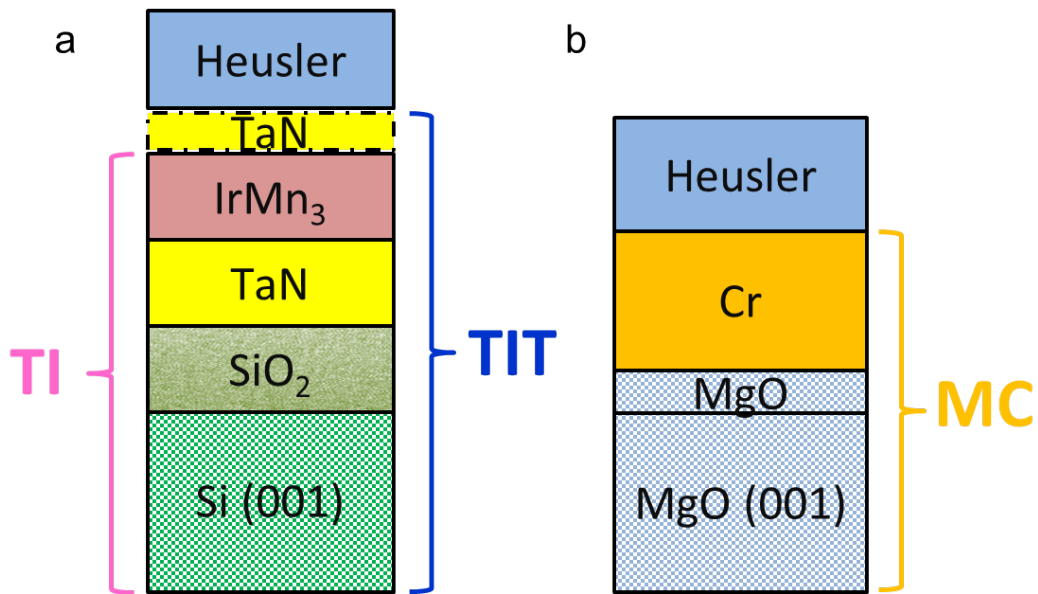 a
Heusler
TaN
IrMn₃
TaN
SiO₂
Si (001)
TI
TIT
b
Heusler
Cr
MgO
MgO (001)
MC